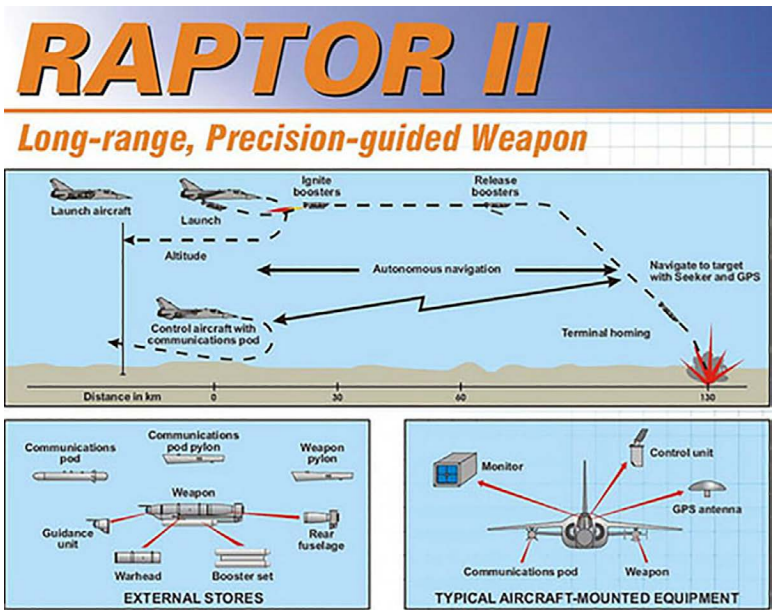 RAPTOR II
Long-range, Precision-guided Weapon
Launch aircraft
Launch
Ignite
boosters
Release
boosters
Altitude
Autonomous navigation
Navigate to target
with Seeker and GPS
Control aircraft with
communications pod
Terminal homing
Distance in km
0
30
60
130
Communications
pod
Communications
pod pylon
Weapon
pylon
Weapon
Guidance
unit
Rear
fuselage
Warhead
Booster set
EXTERNAL STORES
Monitor
Control unit
GPS antenna
Communications pod
Weapon
TYPICAL AIRCRAFT-MOUNTED EQUIPMENT